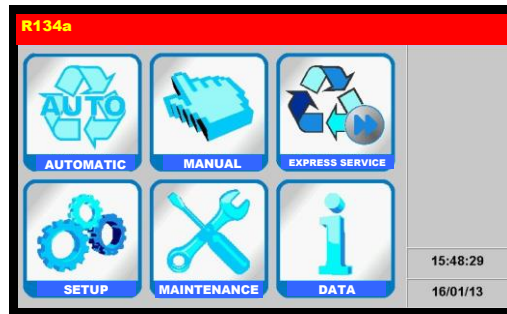 R134a
AUTO
AUTOMATIC
MANUAL
EXPRESS SERVICE
SETUP
MAINTENANCE
DATA
15:48:29
16/01/13